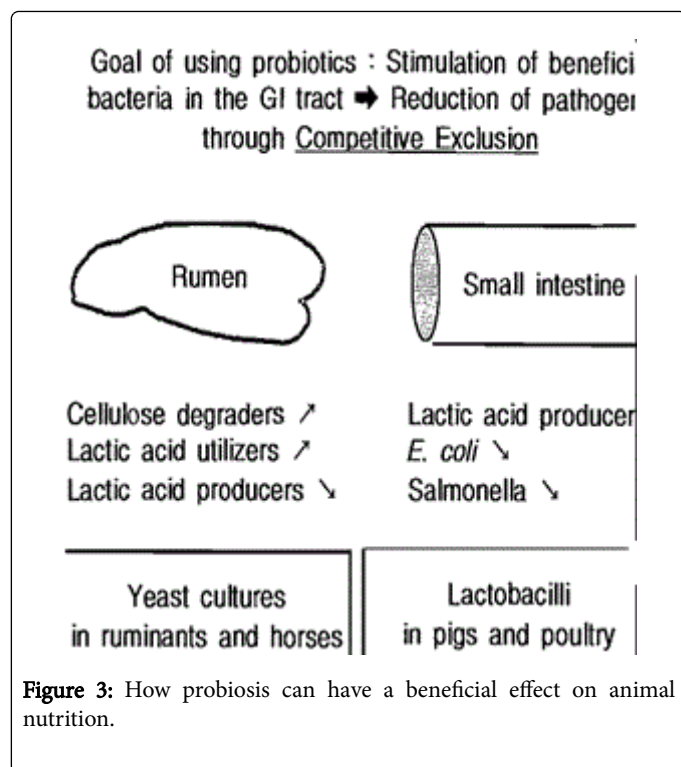 Goal of using probiotics : Stimulation of benefici
bacteria in the GI tract ➡ Reduction of pathoger
through Competitive Exclusion
Rumen
Small intestine
Cellulose degraders ↗
Lactic acid utilizers ↗
Lactic acid producers ↘
Lactic acid producer
E. coli ↘
Salmonella ↘
Yeast cultures
in ruminants and horses
Lactobacilli
in pigs and poultry
Figure 3: How probiosis can have a beneficial effect on animal
nutrition.